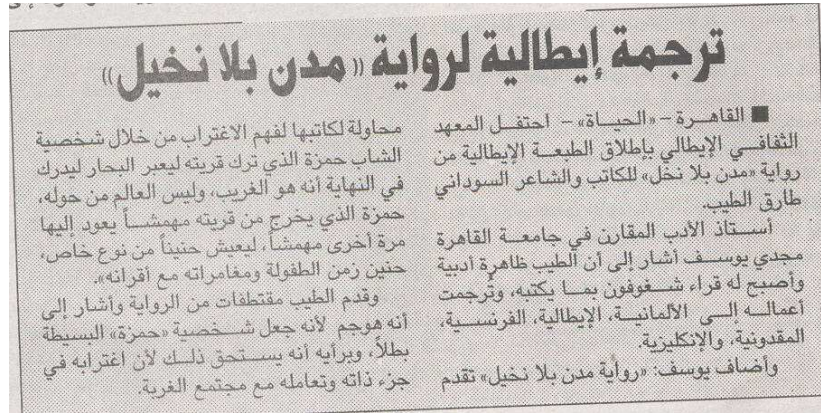 ترجمة إيطالية لرواية «مدن بلا نخيل»
■ القاهرة – «الحياة» – احتفل المعهد
الثقافي الإيطالي بإطلاق الطبعة الإيطالية من
رواية «مدن بلا نخل» للكاتب والشاعر السوداني
طارق الطيب.
أستاذ الأدب المقارن في جامعة القاهرة
مجدي يوسف أشار إلى أن الطيب ظاهرة أدبية
وأصبح له قراء شغوفون بما يكتبه، وتُرجمت
أعماله إلى الألمانية، الإيطالية، الفرنسية،
المقدونية، والإنكليزية.
وأضاف يوسف: «رواية مدن بلا نخيل» تقدم
محاولة لكاتبها لفهم الاغتراب من خلال شخصية
الشاب حمزة الذي ترك قريته ليعبر البحار ليدرك
في النهاية أنه هو الغريب، وليس العالم من حوله،
حمزة الذي يخرج من قريته مهمشاً يعود إليها
مرة أخرى مهمشاً، ليعيش حنيناً من نوع خاص،
حنين زمن الطفولة ومغامراته مع أقرانه».
وقدم الطيب مقتطفات من الرواية وأشار إلى
أنه هوجم لأنه جعل شخصية «حمزة» البسيطة
بطلاً، وبرأيه أنه يستحق ذلك لأن اغترابه في
جزء ذاته وتعامله مع مجتمع الغربة.